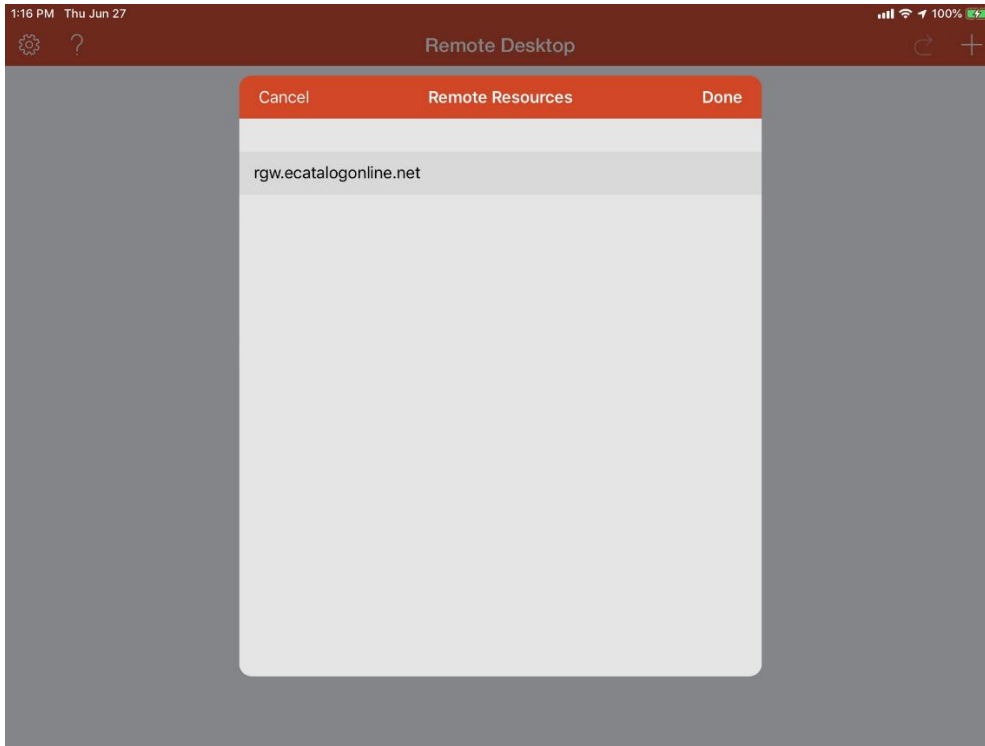 1:16 PM Thu Jun 27 100%
? Remote Desktop
Cancel Remote Resources Done
rgw.ecatalogonline.net